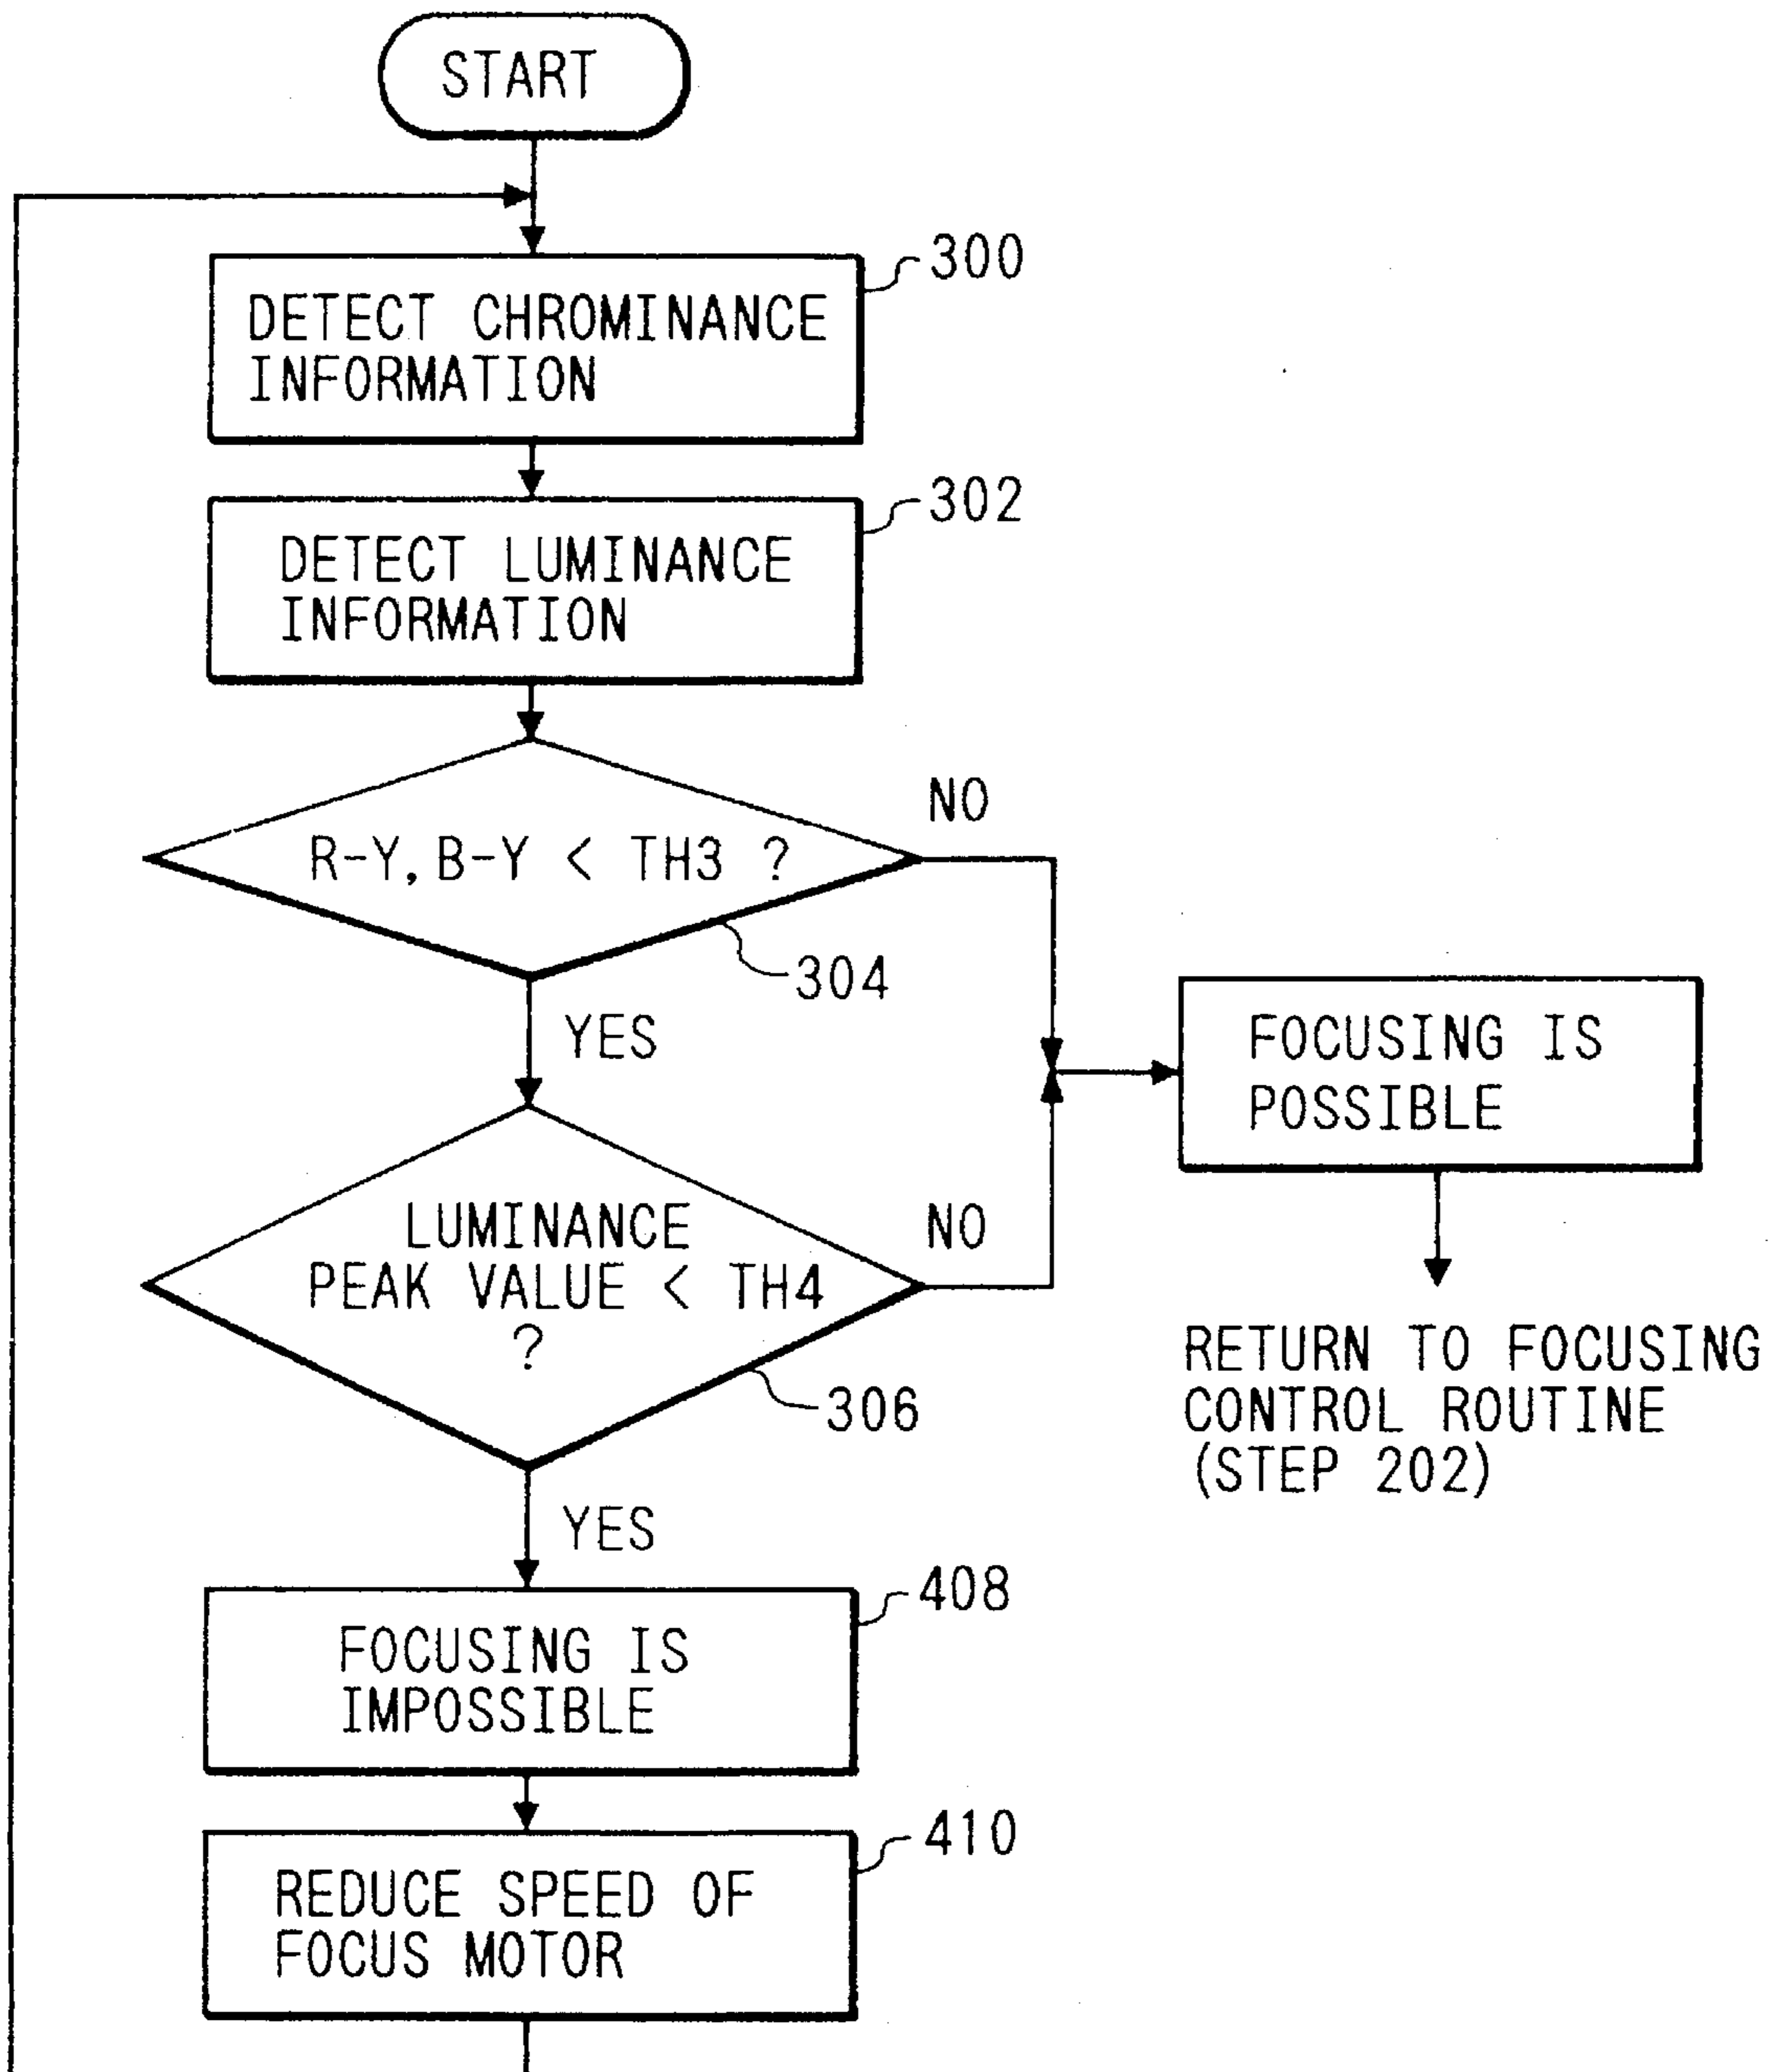 START
300
DETECT CHROMINANCE
INFORMATION
302
DETECT LUMINANCE
INFORMATION
NO
R-Y, B-Y < TH3 ?
304
YES
FOCUSING IS
POSSIBLE
LUMINANCE
PEAK VALUE < TH4
?
NO
306
RETURN TO FOCUSING
CONTROL ROUTINE
(STEP 202)
YES
408
FOCUSING IS
IMPOSSIBLE
410
REDUCE SPEED OF
FOCUS MOTOR